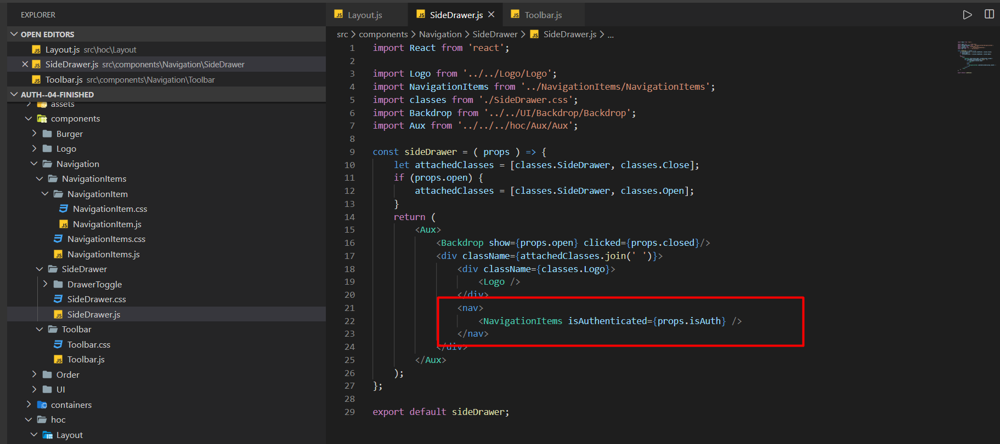 EXPLORER
OPEN EDITORS
Layout.js src\hoc\Layout
SideDrawer.js src\components\Navigation\SideDrawer
Toolbar.js src\components\Navigation\Toolbar
AUTH--04-FINISHED
assets
components
Burger
Logo
Navigation
NavigationItems
NavigationItem
NavigationItem.css
NavigationItem.js
NavigationItems.css
NavigationItems.js
SideDrawer
DrawerToggle
SideDrawer.css
SideDrawer.js
Toolbar
Toolbar.css
Toolbar.js
Order
UI
containers
hoc
Layout
Layout.js SideDrawer.js Toolbar.js
src > components > Navigation > SideDrawer > SideDrawer.js > ...
1 import React from 'react';
2
3 import Logo from '../../Logo/Logo';
4 import NavigationItems from '../NavigationItems/NavigationItems';
5 import classes from './SideDrawer.css';
6 import Backdrop from '../../UI/Backdrop/Backdrop';
7 import Aux from '../../../hoc/Aux/Aux';
8
9 const sideDrawer = ( props ) => {
10 let attachedClasses = [classes.SideDrawer, classes.Close];
11 if (props.open) {
12 attachedClasses = [classes.SideDrawer, classes.Open];
13 }
14 return (
15 <Aux>
16 <Backdrop show={props.open} clicked={props.closed}/>
17 <div className={attachedClasses.join(' ')}>
18 <div className={classes.Logo}>
19 <Logo />
20 </div>
21 <nav>
22 <NavigationItems isAuthenticated={props.isAuth} />
23 </nav>
24 </div>
25 </Aux>
26 );
27 };
28
29 export default sideDrawer;